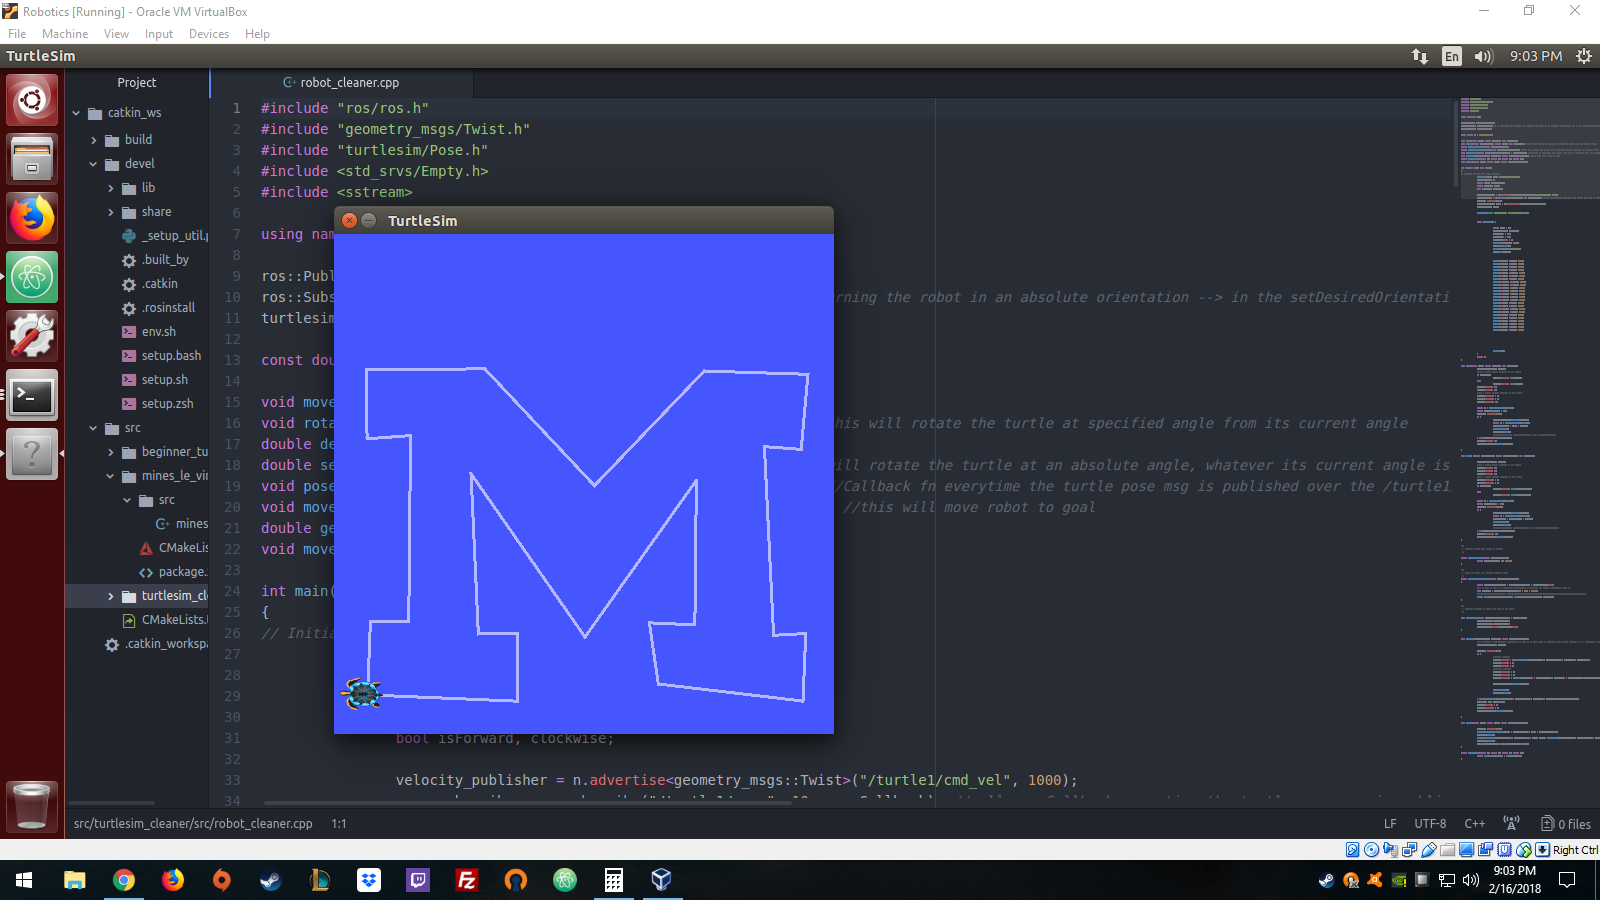 Robotics [Running] - Oracle VM VirtualBox
File Machine View Input Devices Help
TurtleSim
En
9:03 PM
Project
robot_cleaner.cpp
catkin_ws
build
devel
lib
share
_setup_util.
.built_by
.catkin
.rosinstall
env.sh
setup.bash
setup.sh
setup.zsh
src
beginner_tu
mines_le_vi
src
mines
CMakeLis
package.
turtlesim_cl
CMakeLists.
.catkin_worksp
1 #include "ros/ros.h"
2 #include "geometry_msgs/Twist.h"
3 #include "turtlesim/Pose.h"
4 #include <std_srvs/Empty.h>
5 #include <sstream>
6
7 using nam
8
9 ros::Publ
10 ros::Subs rning the robot in an absolute orientation --> in the setDesiredOrientati
11 turtlesim
12
13 const dou
14
15 void move
16 void rota his will rotate the turtle at specified angle from its current angle
17 double de
18 double se ill rotate the turtle at an absolute angle, whatever its current angle is
19 void pose /Callback fn everytime the turtle pose msg is published over the /turtle1
20 void move //this will move robot to goal
21 double ge
22 void move
23
24 int main(
25 {
26 // Initia
27
28
29
30
31 bool isForward, clockwise;
32
33 velocity_publisher = n.advertise<geometry_msgs::Twist>("/turtle1/cmd_vel", 1000);
34
TurtleSim
src/turtlesim_cleaner/src/robot_cleaner.cpp 1:1
LF UTF-8 C++ 0 files
Right Ctrl
9:03 PM
2/16/2018